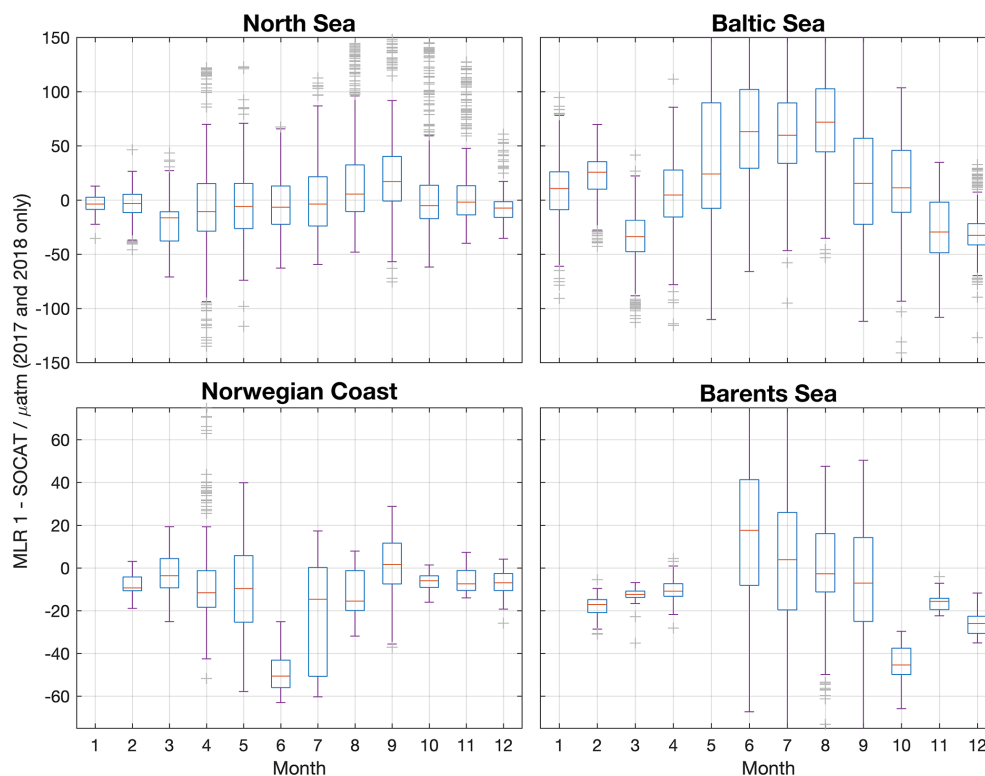 North Sea
Baltic Sea
150
100
50
0
-50
-100
-150
Norwegian Coast
Barents Sea
60
40
20
0
-20
-40
-60
1 2 3 4 5 6 7 8 9 10 11 12
1 2 3 4 5 6 7 8 9 10 11 12
Month
Month
MLR 1 - SOCAT / μatm (2017 and 2018 only)